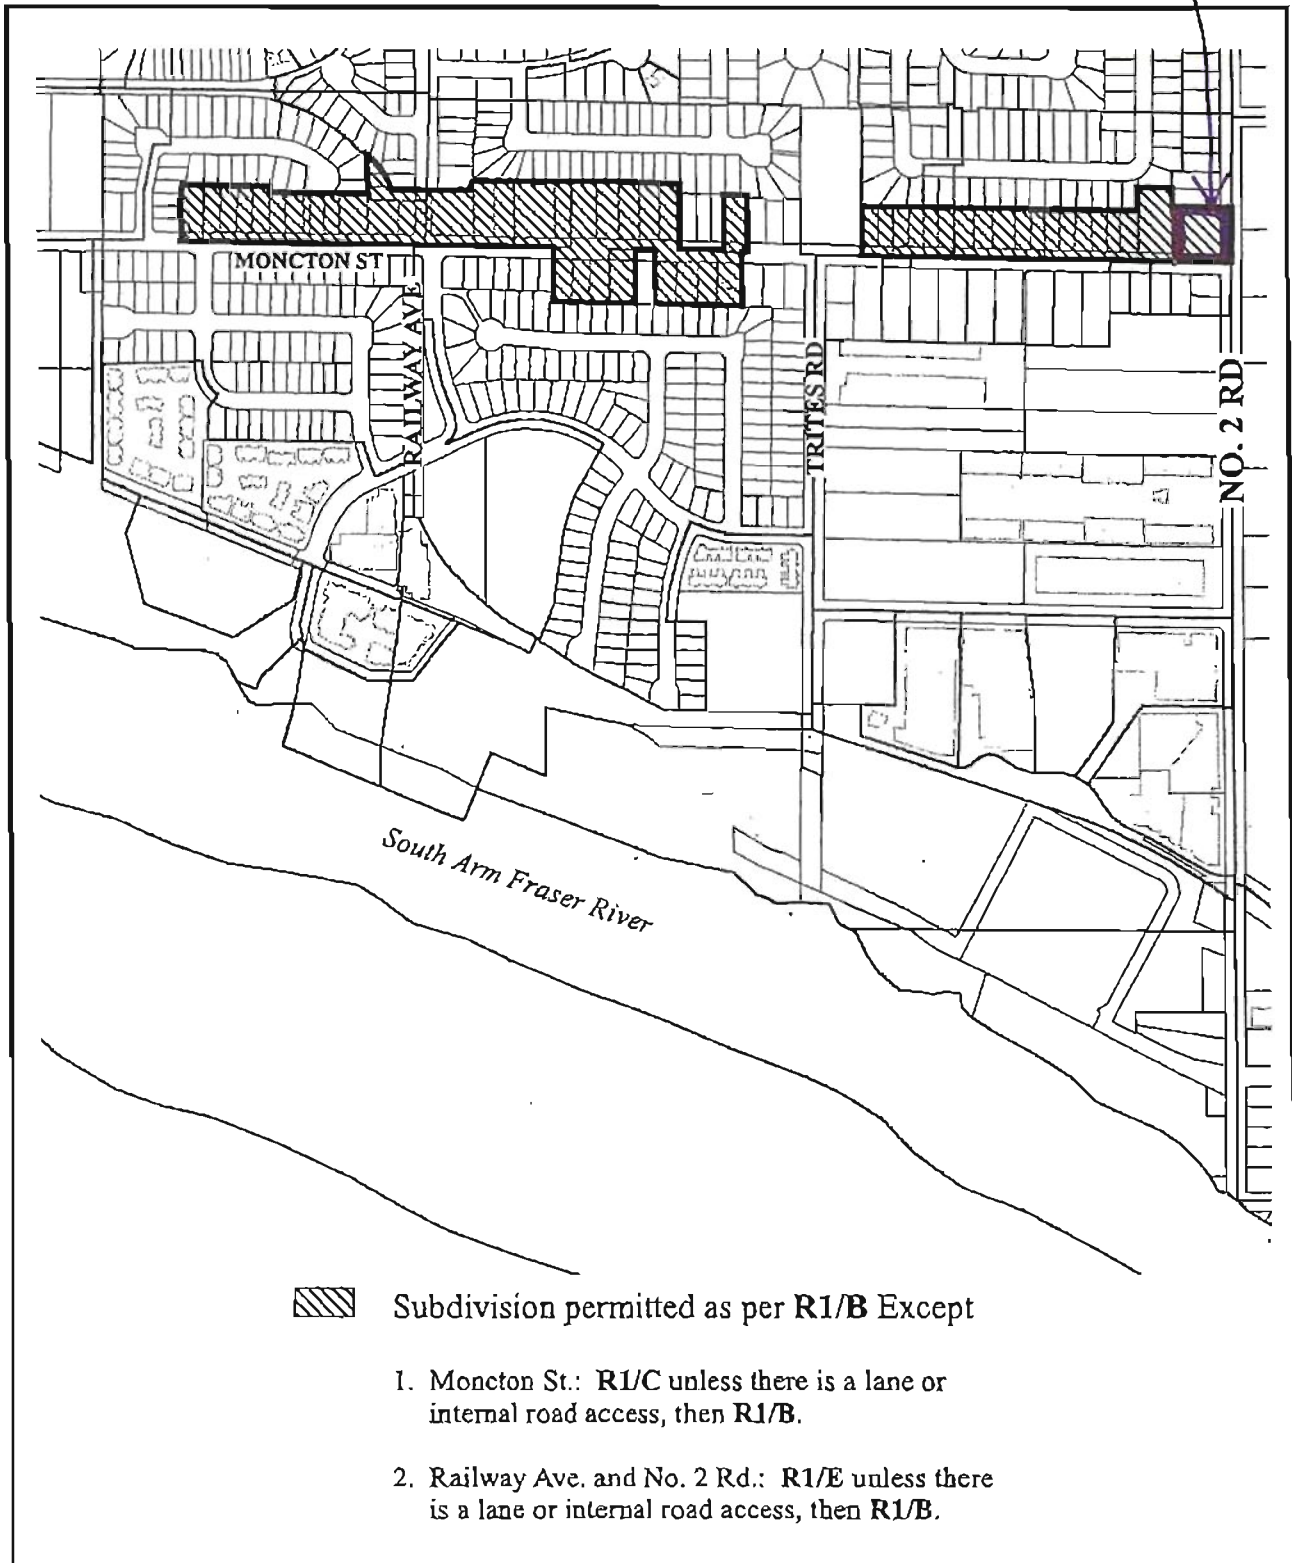 MONCTON ST
RAILWAY AVE
TRITES RD
NO. 2 RD
South Arm Fraser River
Subdivision permitted as per R1/B Except
1. Moncton St.: R1/C unless there is a lane or
internal road access, then R1/B.
2. Railway Ave. and No. 2 Rd.: R1/E unless there
is a lane or internal road access, then R1/B.